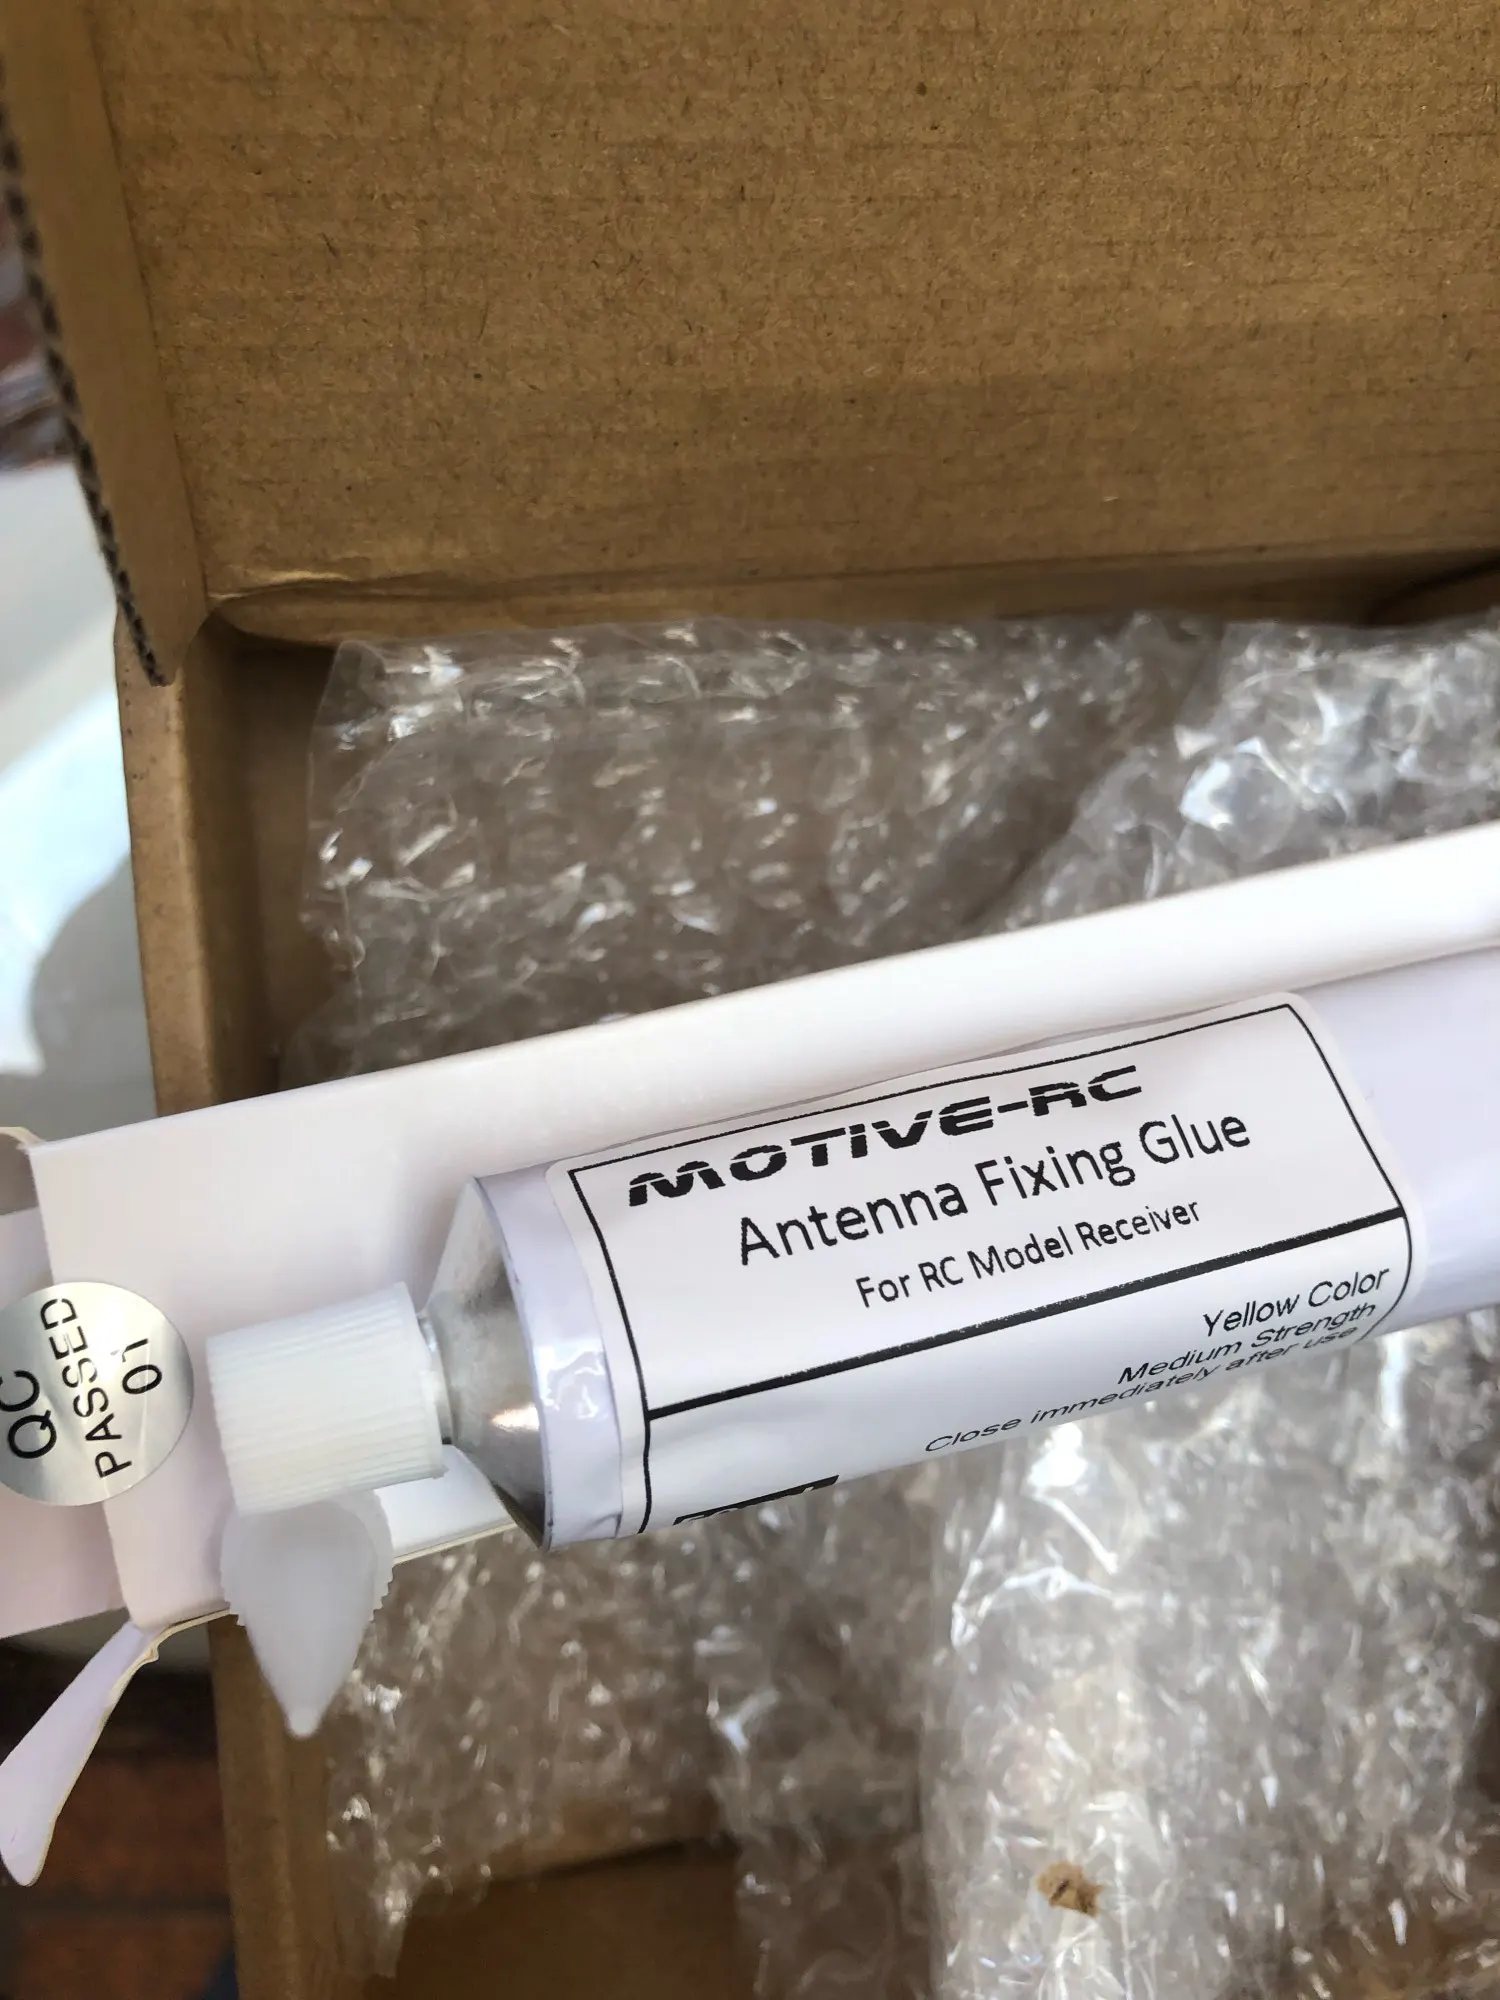 MOTIVE-RC
Antenna Fixing Glue
For RC Model Receiver
Yellow Color
Medium Strength
Close immediately after use
QC
PASSED
01